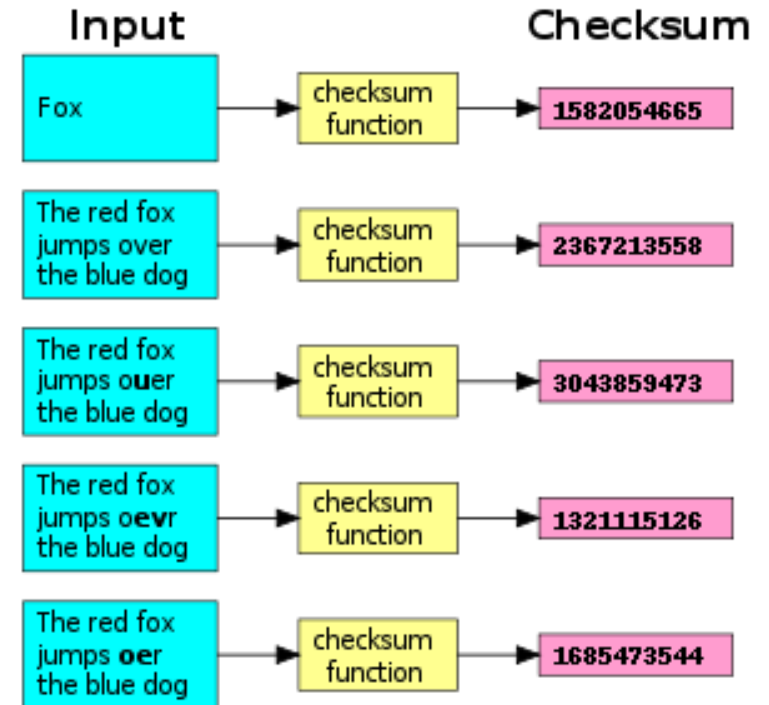 Input
Checksum
Fox
checksum
function
1582054665
The red fox
jumps over
the blue dog
checksum
function
2367213558
The red fox
jumps ouer
the blue dog
checksum
function
3043859473
The red fox
jumps oevr
the blue dog
checksum
function
1321115126
The red fox
jumps oer
the blue dog
checksum
function
1685473544